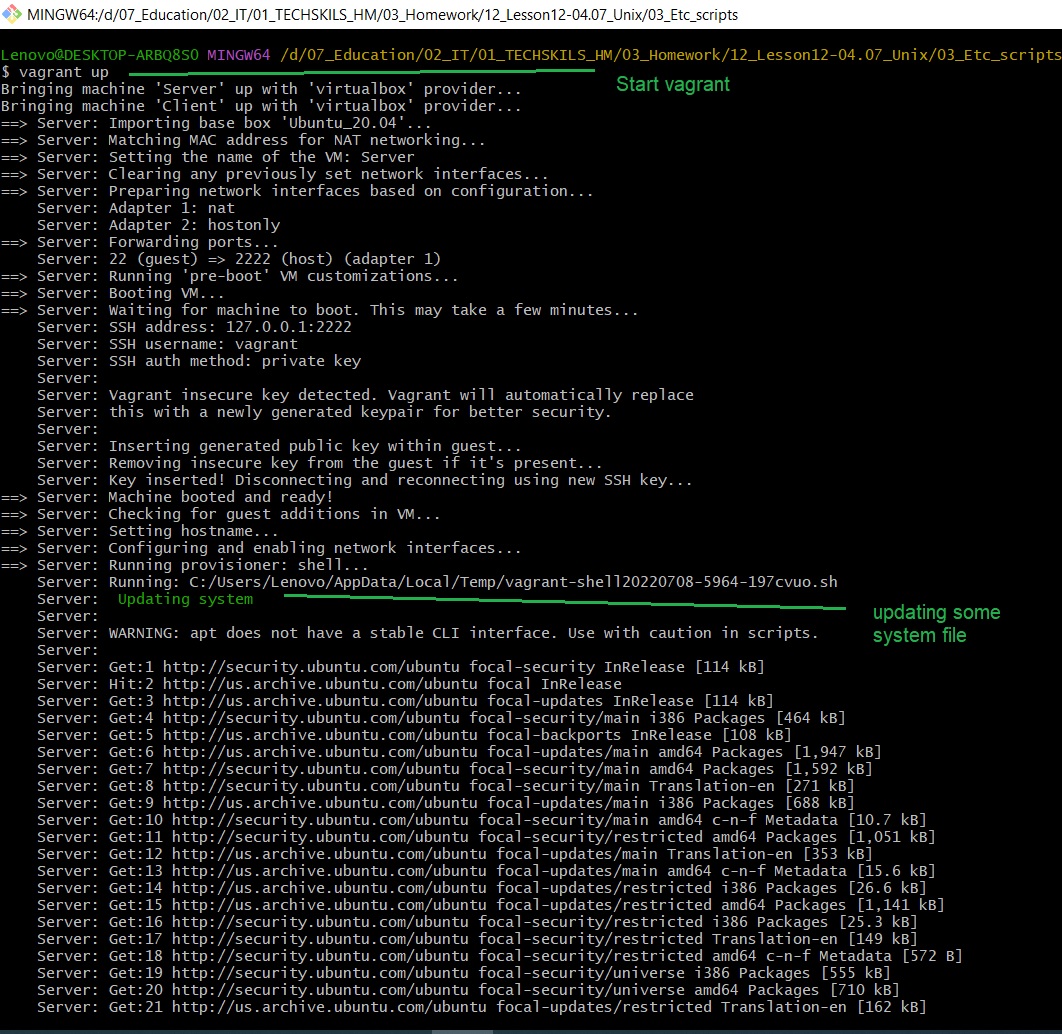 MINGW64:/d/07_Education/02_IT/01_TECHSKILS_HM/03_Homework/12_Lesson12-04.07_Unix/03_Etc_scripts
Lenovo@DESKTOP-ARBQ8SO MINGW64 /d/07_Education/02_IT/01_TECHSKILS_HM/03_Homework/12_Lesson12-04.07_Unix/03_Etc_scripts
$ vagrant up
Start vagrant
Bringing machine 'Server' up with 'virtualbox' provider...
Bringing machine 'Client' up with 'virtualbox' provider...
==> Server: Importing base box 'Ubuntu_20.04'...
==> Server: Matching MAC address for NAT networking...
==> Server: Setting the name of the VM: Server
==> Server: Clearing any previously set network interfaces...
==> Server: Preparing network interfaces based on configuration...
    Server: Adapter 1: nat
    Server: Adapter 2: hostonly
==> Server: Forwarding ports...
    Server: 22 (guest) => 2222 (host) (adapter 1)
==> Server: Running 'pre-boot' VM customizations...
==> Server: Booting VM...
==> Server: Waiting for machine to boot. This may take a few minutes...
    Server: SSH address: 127.0.0.1:2222
    Server: SSH username: vagrant
    Server: SSH auth method: private key
    Server:
    Server: Vagrant insecure key detected. Vagrant will automatically replace
    Server: this with a newly generated keypair for better security.
    Server:
    Server: Inserting generated public key within guest...
    Server: Removing insecure key from the guest if it's present...
    Server: Key inserted! Disconnecting and reconnecting using new SSH key...
==> Server: Machine booted and ready!
==> Server: Checking for guest additions in VM...
==> Server: Setting hostname...
==> Server: Configuring and enabling network interfaces...
==> Server: Running provisioner: shell...
    Server: Running: C:/Users/Lenovo/AppData/Local/Temp/vagrant-shell20220708-5964-197cvuo.sh
    Server:  Updating system
updating some
system file
    Server:
    Server: WARNING: apt does not have a stable CLI interface. Use with caution in scripts.
    Server:
    Server: Get:1 http://security.ubuntu.com/ubuntu focal-security InRelease [114 kB]
    Server: Hit:2 http://us.archive.ubuntu.com/ubuntu focal InRelease
    Server: Get:3 http://us.archive.ubuntu.com/ubuntu focal-updates InRelease [114 kB]
    Server: Get:4 http://security.ubuntu.com/ubuntu focal-security/main i386 Packages [464 kB]
    Server: Get:5 http://us.archive.ubuntu.com/ubuntu focal-backports InRelease [108 kB]
    Server: Get:6 http://us.archive.ubuntu.com/ubuntu focal-updates/main amd64 Packages [1,947 kB]
    Server: Get:7 http://security.ubuntu.com/ubuntu focal-security/main amd64 Packages [1,592 kB]
    Server: Get:8 http://security.ubuntu.com/ubuntu focal-security/main Translation-en [271 kB]
    Server: Get:9 http://us.archive.ubuntu.com/ubuntu focal-updates/main i386 Packages [688 kB]
    Server: Get:10 http://security.ubuntu.com/ubuntu focal-security/main amd64 c-n-f Metadata [10.7 kB]
    Server: Get:11 http://security.ubuntu.com/ubuntu focal-security/restricted amd64 Packages [1,051 kB]
    Server: Get:12 http://us.archive.ubuntu.com/ubuntu focal-updates/main Translation-en [353 kB]
    Server: Get:13 http://us.archive.ubuntu.com/ubuntu focal-updates/main amd64 c-n-f Metadata [15.6 kB]
    Server: Get:14 http://us.archive.ubuntu.com/ubuntu focal-updates/restricted i386 Packages [26.6 kB]
    Server: Get:15 http://us.archive.ubuntu.com/ubuntu focal-updates/restricted amd64 Packages [1,141 kB]
    Server: Get:16 http://security.ubuntu.com/ubuntu focal-security/restricted i386 Packages [25.3 kB]
    Server: Get:17 http://security.ubuntu.com/ubuntu focal-security/restricted Translation-en [149 kB]
    Server: Get:18 http://security.ubuntu.com/ubuntu focal-security/restricted amd64 c-n-f Metadata [572 B]
    Server: Get:19 http://security.ubuntu.com/ubuntu focal-security/universe i386 Packages [555 kB]
    Server: Get:20 http://security.ubuntu.com/ubuntu focal-security/universe amd64 Packages [710 kB]
    Server: Get:21 http://us.archive.ubuntu.com/ubuntu focal-updates/restricted Translation-en [162 kB]